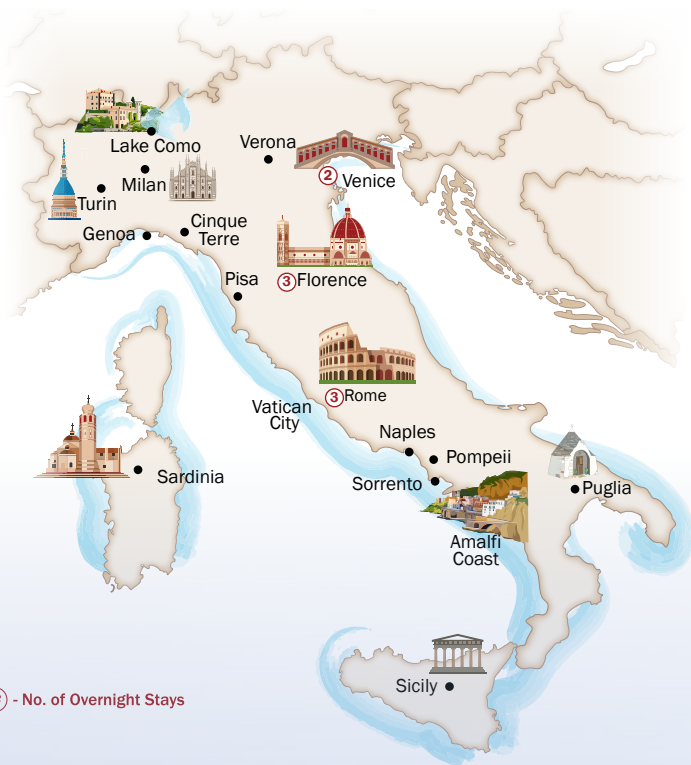 Lake Como
Verona
Milan
2 Venice
Turin
Cinque
Terre
Genoa
Pisa
3 Florence
3 Rome
Vatican
City
Naples
Pompeii
Sardinia
Sorrento
Puglia
Amalfi
Coast
Sicily
- No. of Overnight Stays